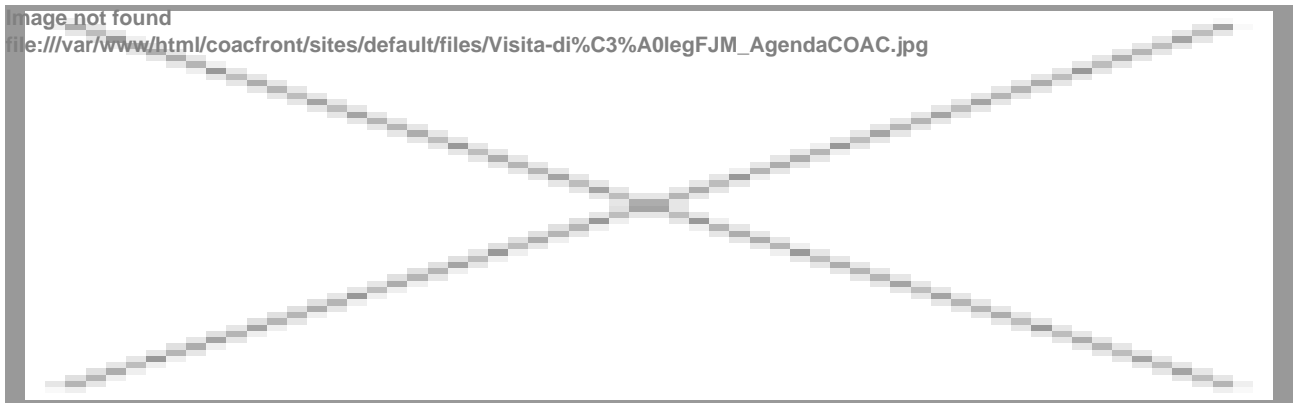 Image not found
file:///var/www/html/coacfront/sites/default/files/Visita-di%C3%A0legFJM_AgendaCOAC.jpg